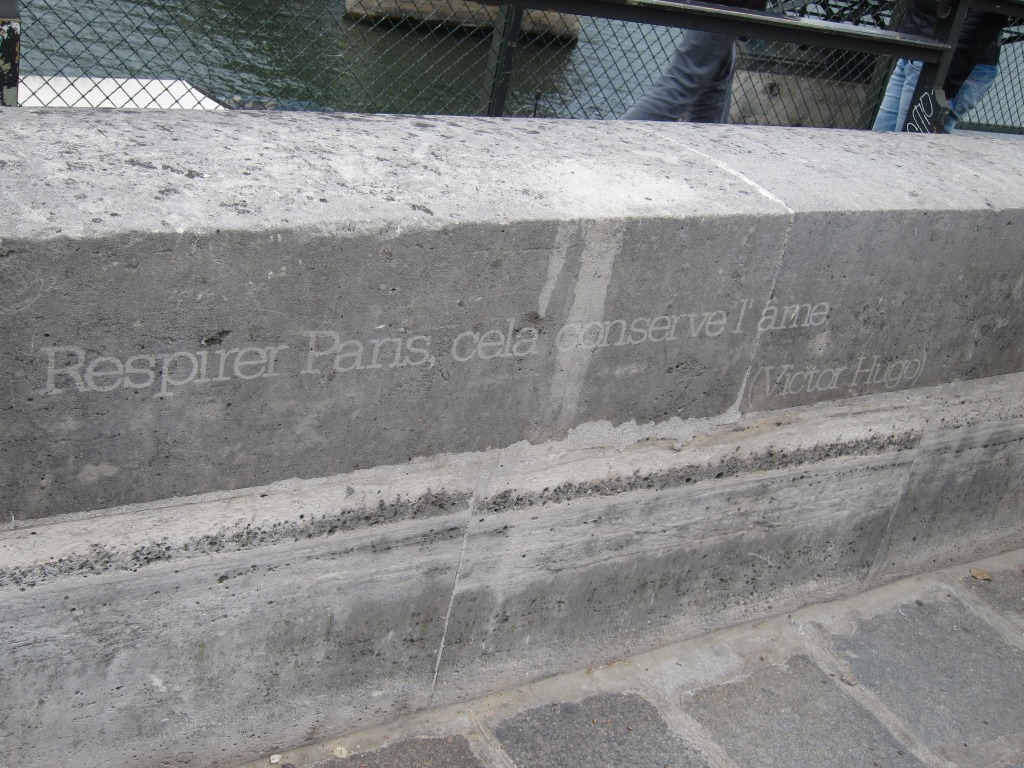 Respirer Paris, cela conserve l'âme
(Victor Hugo)